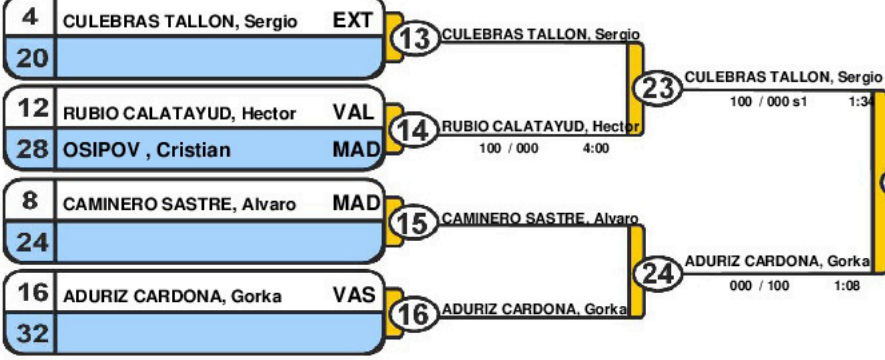 4 CULEBRAS TALLON, Sergio EXT
20
13 CULEBRAS TALLON, Sergio
12 RUBIO CALATAYUD, Hector VAL
28 OSIPOV , Cristian MAD
14 RUBIO CALATAYUD, Hector
100 / 000 4:00
23 CULEBRAS TALLON, Sergio
100 / 000 s1 1:34
8 CAMINERO SASTRE, Alvaro MAD
24
15 CAMINERO SASTRE, Alvaro
16 ADURIZ CARDONA, Gorka VAS
32
16 ADURIZ CARDONA, Gorka
24 ADURIZ CARDONA, Gorka
000 / 100 1:08